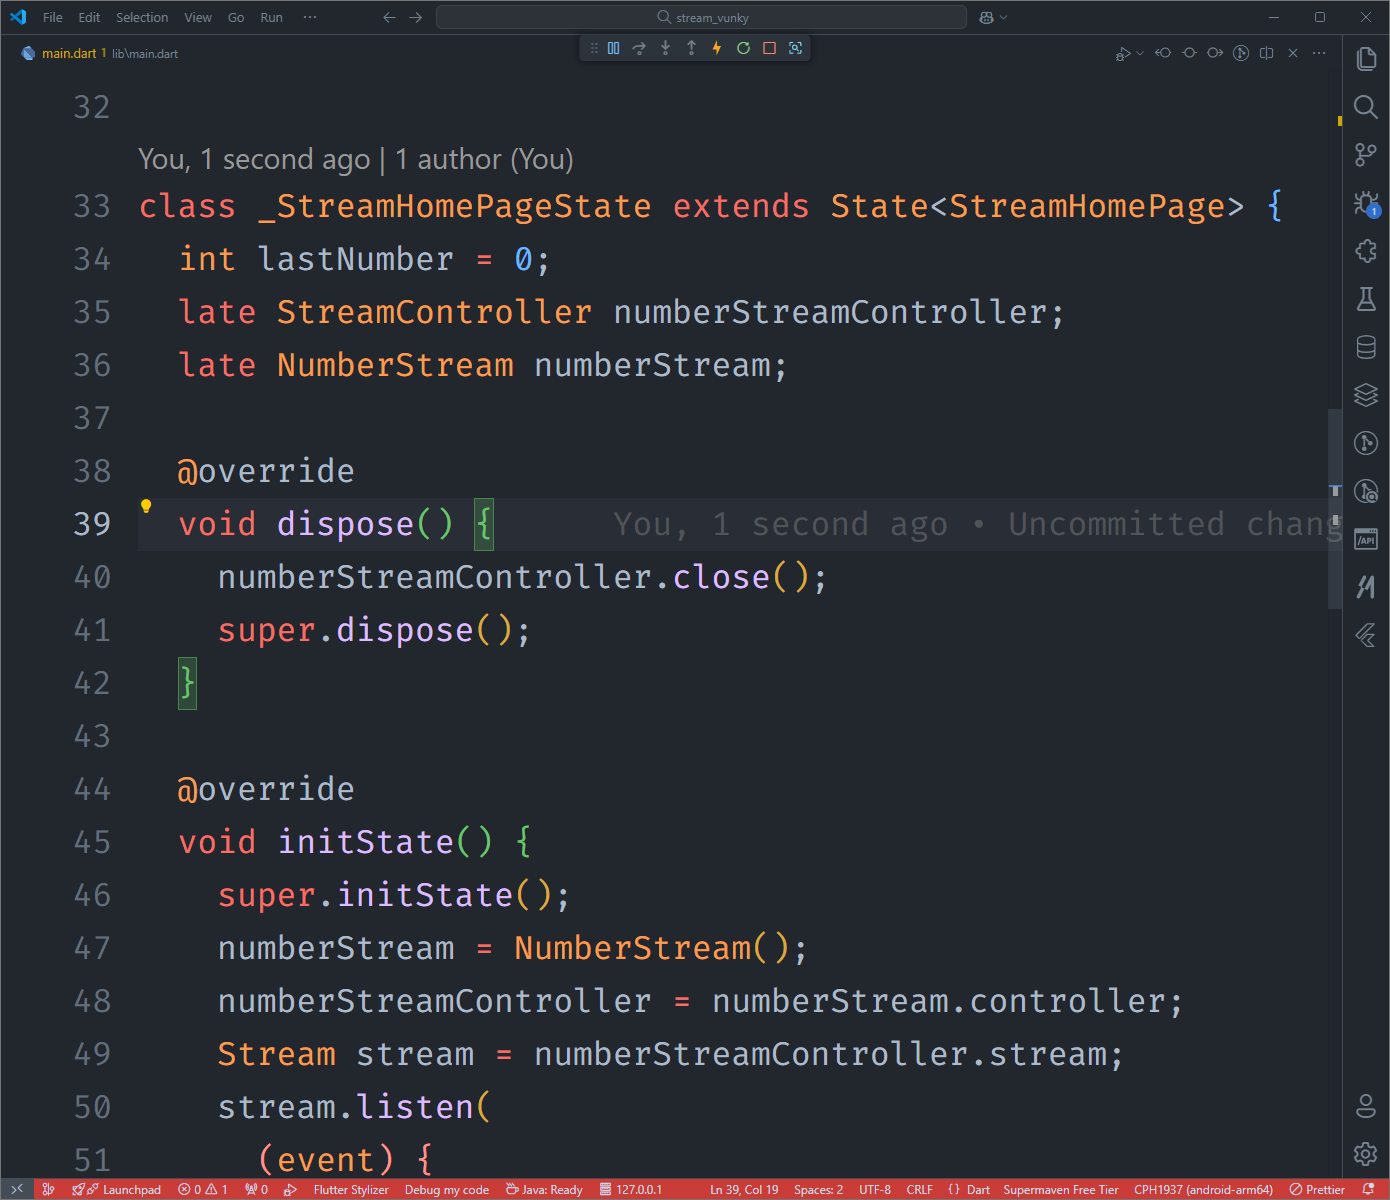 File Edit Selection View Go Run ··· stream_vunky
main.dart 1 lib\main.dart
32
You, 1 second ago | 1 author (You)
33 class _StreamHomePageState extends State<StreamHomePage> {
34   int lastNumber = 0;
35   late StreamController numberStreamController;
36   late NumberStream numberStream;
37
38   @override
39   void dispose() {      You, 1 second ago • Uncommitted chang
40     numberStreamController.close();
41     super.dispose();
42   }
43
44   @override
45   void initState() {
46     super.initState();
47     numberStream = NumberStream();
48     numberStreamController = numberStream.controller;
49     Stream stream = numberStreamController.stream;
50     stream.listen(
51       (event) {
1
/API
Launchpad 0 1 0 Flutter Stylizer Debug my code Java: Ready 127.0.0.1 Ln 39, Col 19 Spaces: 2 UTF-8 CRLF {} Dart Supermaven Free Tier CPH1937 (android-arm64) Prettier